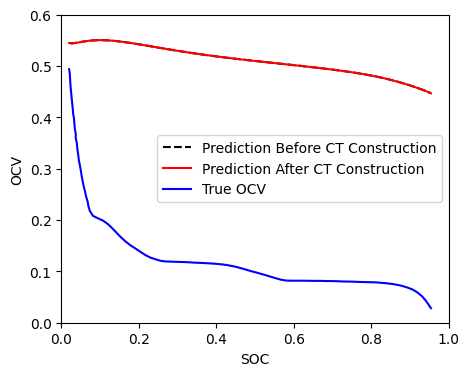 0.6
0.5
0.4
0.3
0.2
0.1
0.0
OCV
Prediction Before CT Construction
Prediction After CT Construction
True OCV
0.0 0.2 0.4 0.6 0.8 1.0
SOC